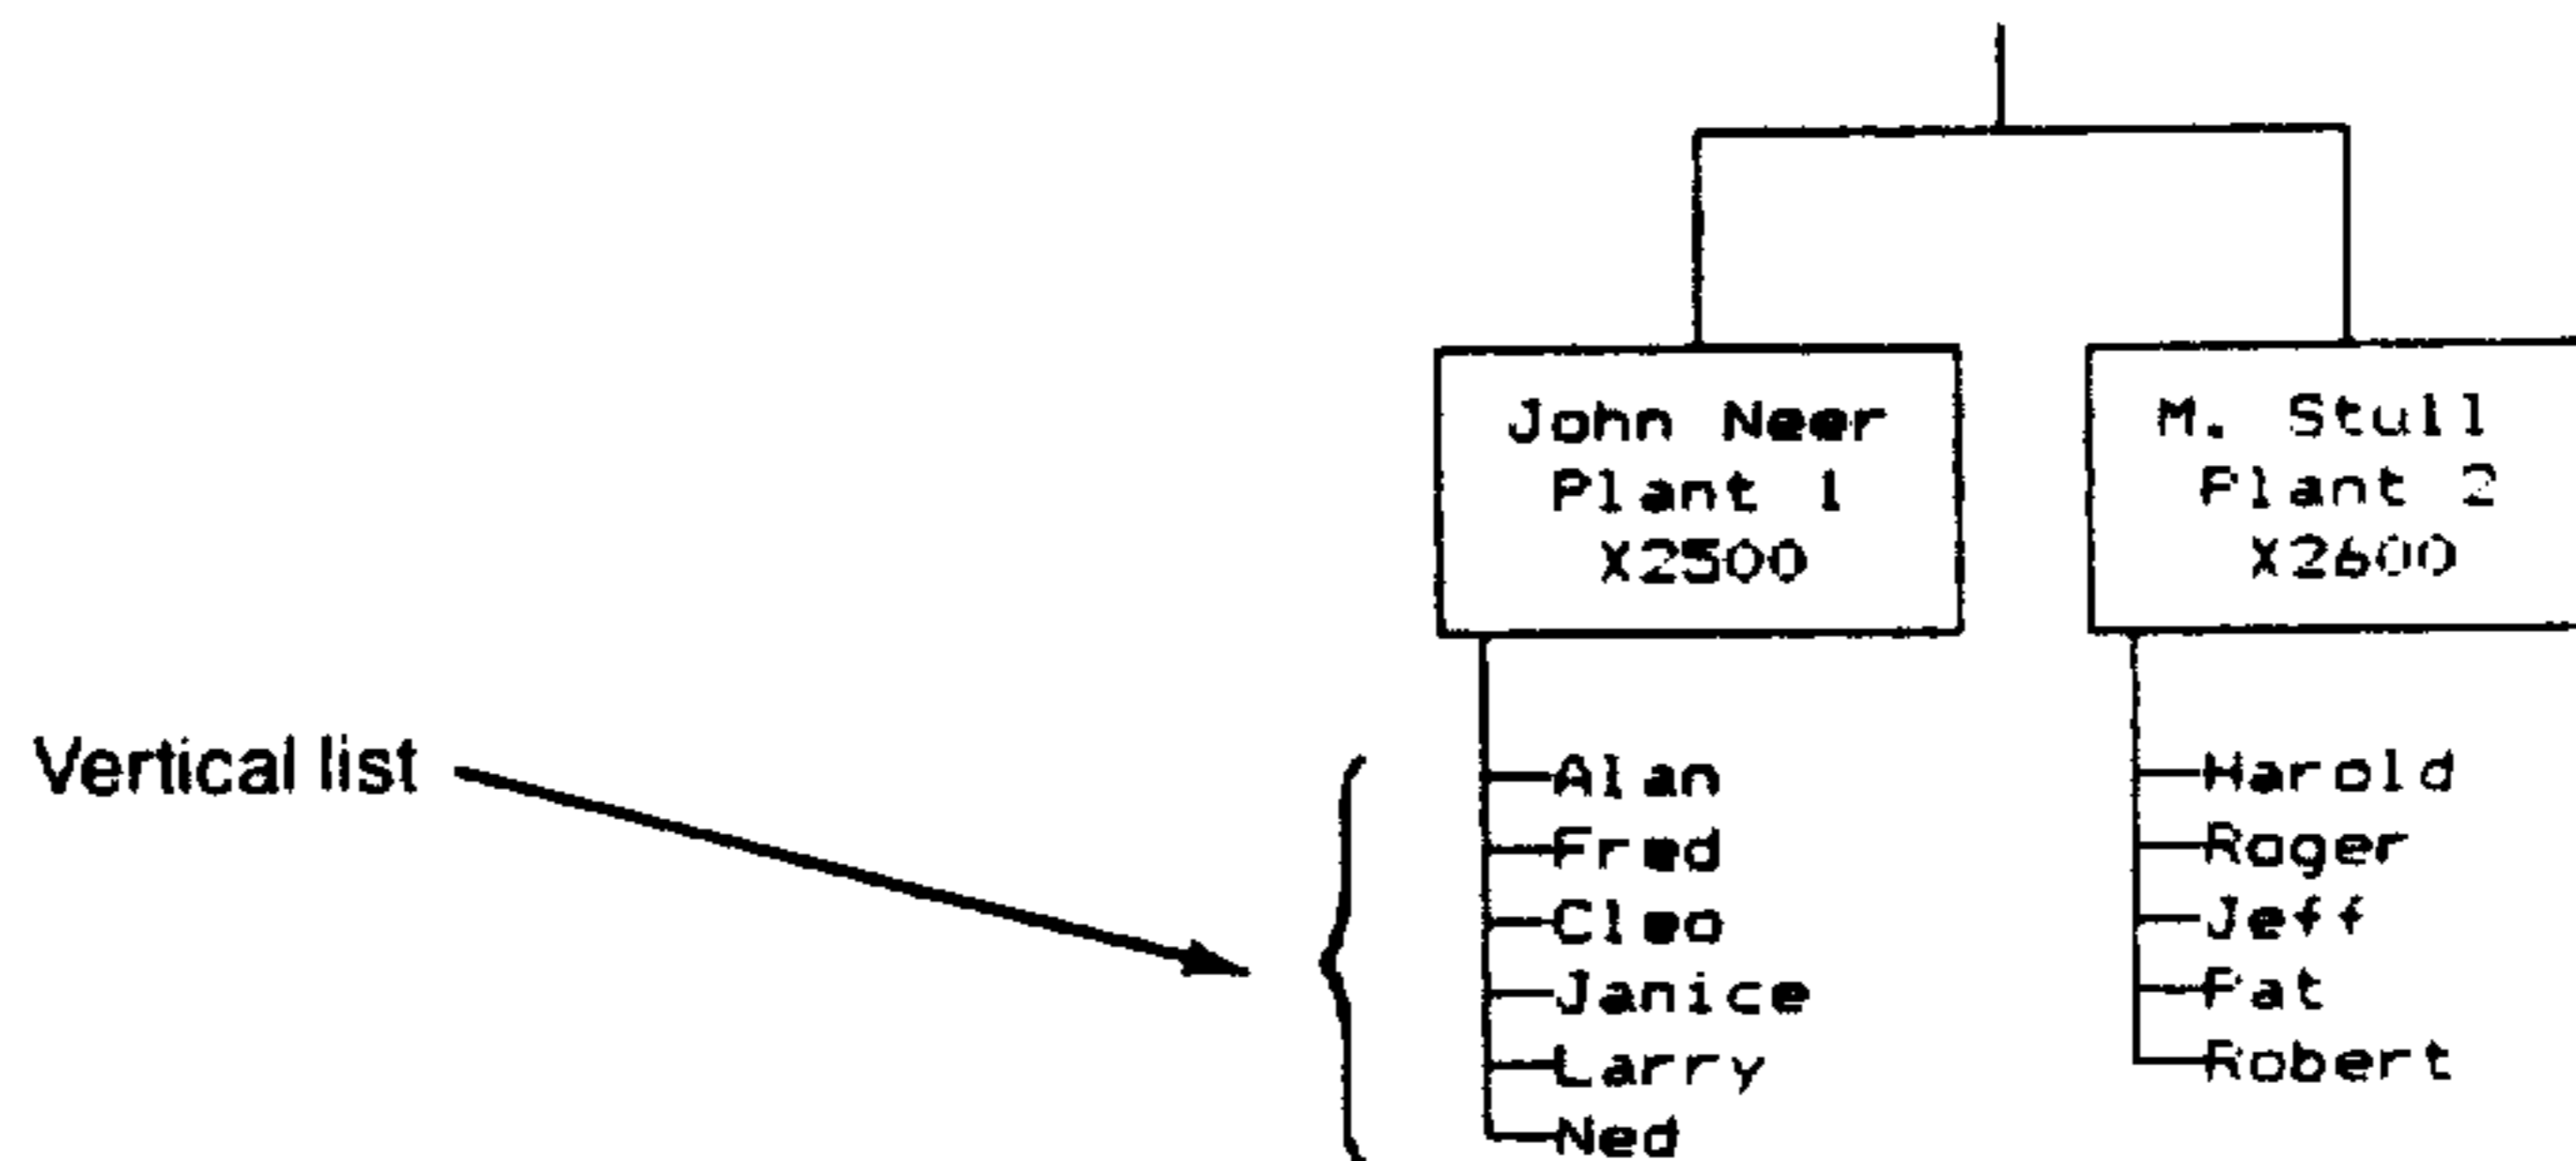 John Neer
Plant 1
X2500
M. Stull
Plant 2
X2600
Vertical list
Alan
Fred
Cleo
Janice
Larry
Ned
Harold
Roger
Jeff
Pat
Robert